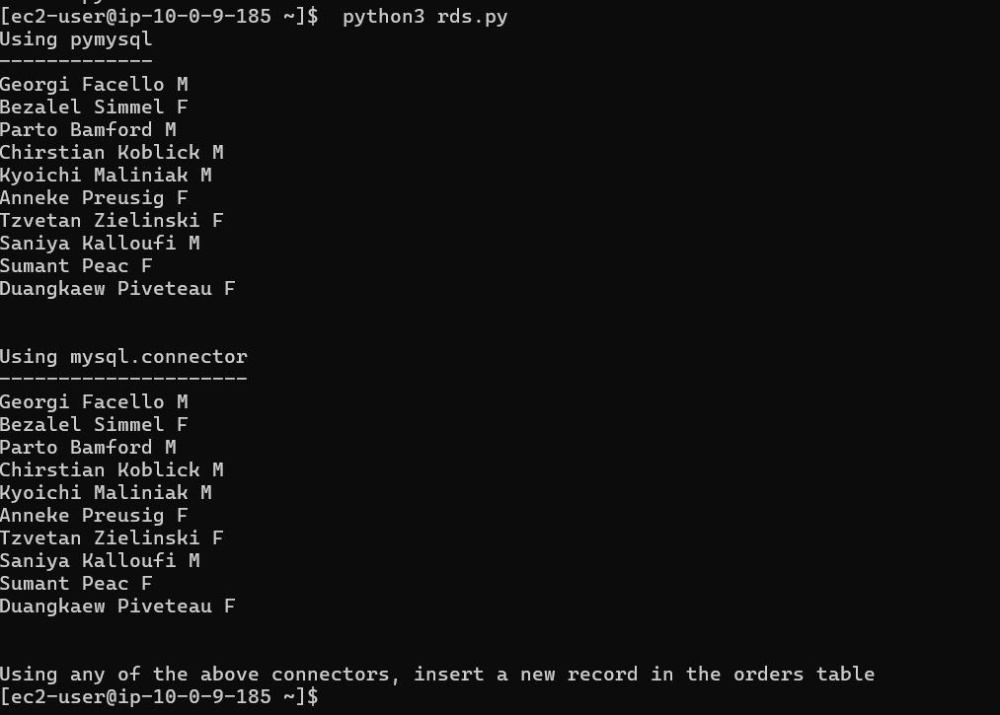 [ec2-user@ip-10-0-9-185 ~]$  python3 rds.py
Using pymysql
-------------
Georgi Facello M
Bezalel Simmel F
Parto Bamford M
Chirstian Koblick M
Kyoichi Maliniak M
Anneke Preusig F
Tzvetan Zielinski F
Saniya Kalloufi M
Sumant Peac F
Duangkaew Piveteau F
Using mysql.connector
---------------------
Georgi Facello M
Bezalel Simmel F
Parto Bamford M
Chirstian Koblick M
Kyoichi Maliniak M
Anneke Preusig F
Tzvetan Zielinski F
Saniya Kalloufi M
Sumant Peac F
Duangkaew Piveteau F
Using any of the above connectors, insert a new record in the orders table
[ec2-user@ip-10-0-9-185 ~]$